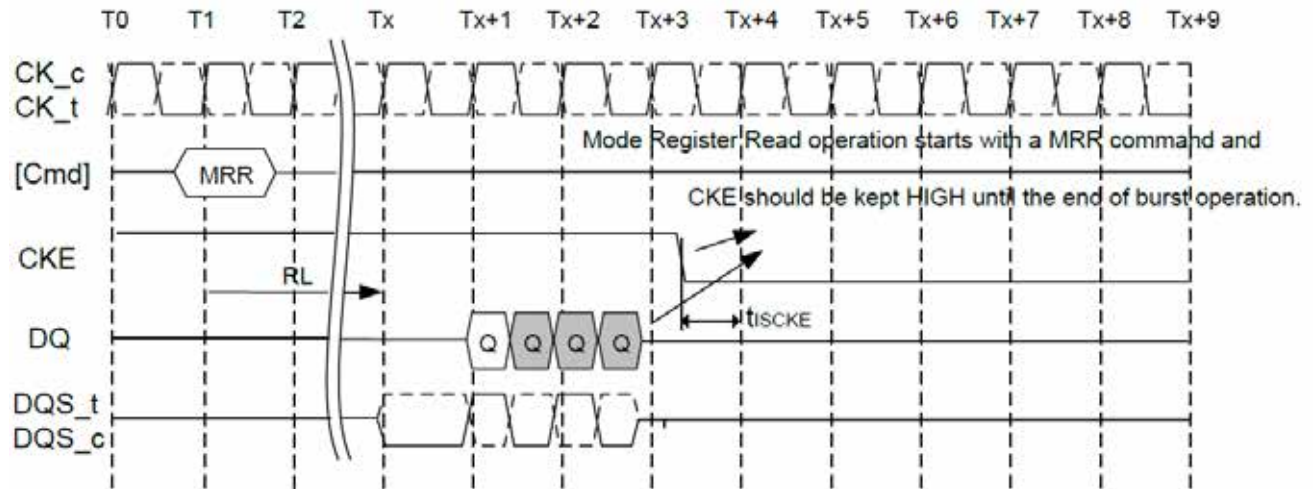 T0 T1 T2 Tx Tx+1 Tx+2 Tx+3 Tx+4 Tx+5 Tx+6 Tx+7 Tx+8 Tx+9
CK_c
CK_t
Mode Register Read operation starts with a MRR command and
[Cmd] MRR
CKE should be kept HIGH until the end of burst operation.
CKE
RL
tISCKE
DQ Q Q Q Q
DQS_t
DQS_c